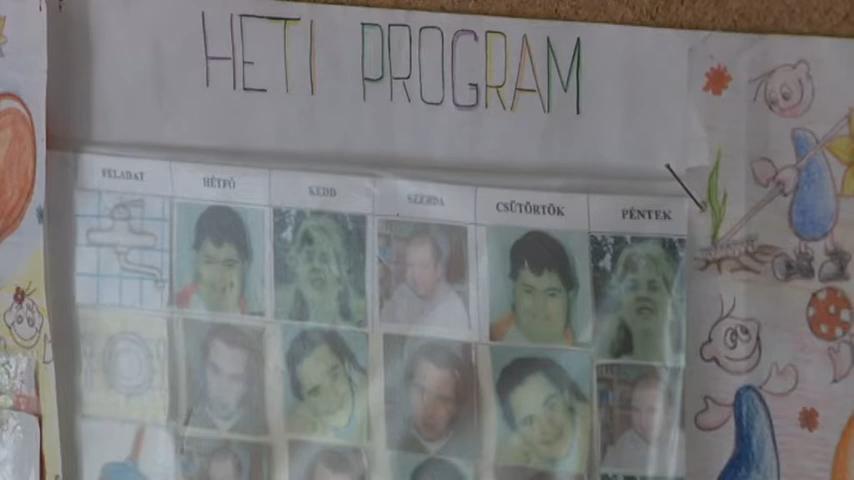 HETI PROGRAM
FELADAT HÉTFŐ KEDD SZERDA CSÜTÖRTÖK PÉNTEK